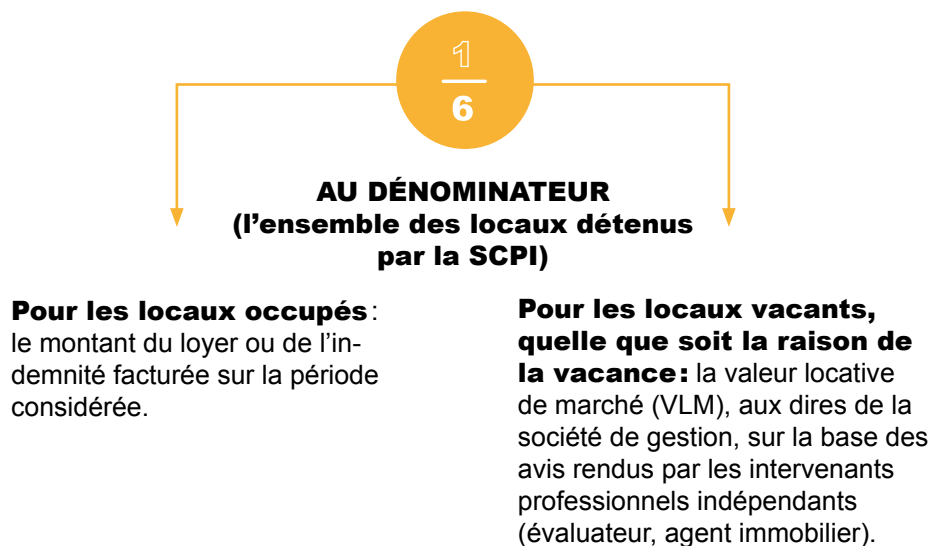 1
6
AU DÉNOMINATEUR
(l’ensemble des locaux détenus
par la SCPI)
Pour les locaux occupés :
le montant du loyer ou de l’in-
demnité facturée sur la période
considérée.
Pour les locaux vacants,
quelle que soit la raison de
la vacance : la valeur locative
de marché (VLM), aux dires de la
société de gestion, sur la base des
avis rendus par les intervenants
professionnels indépendants
(évaluateur, agent immobilier).